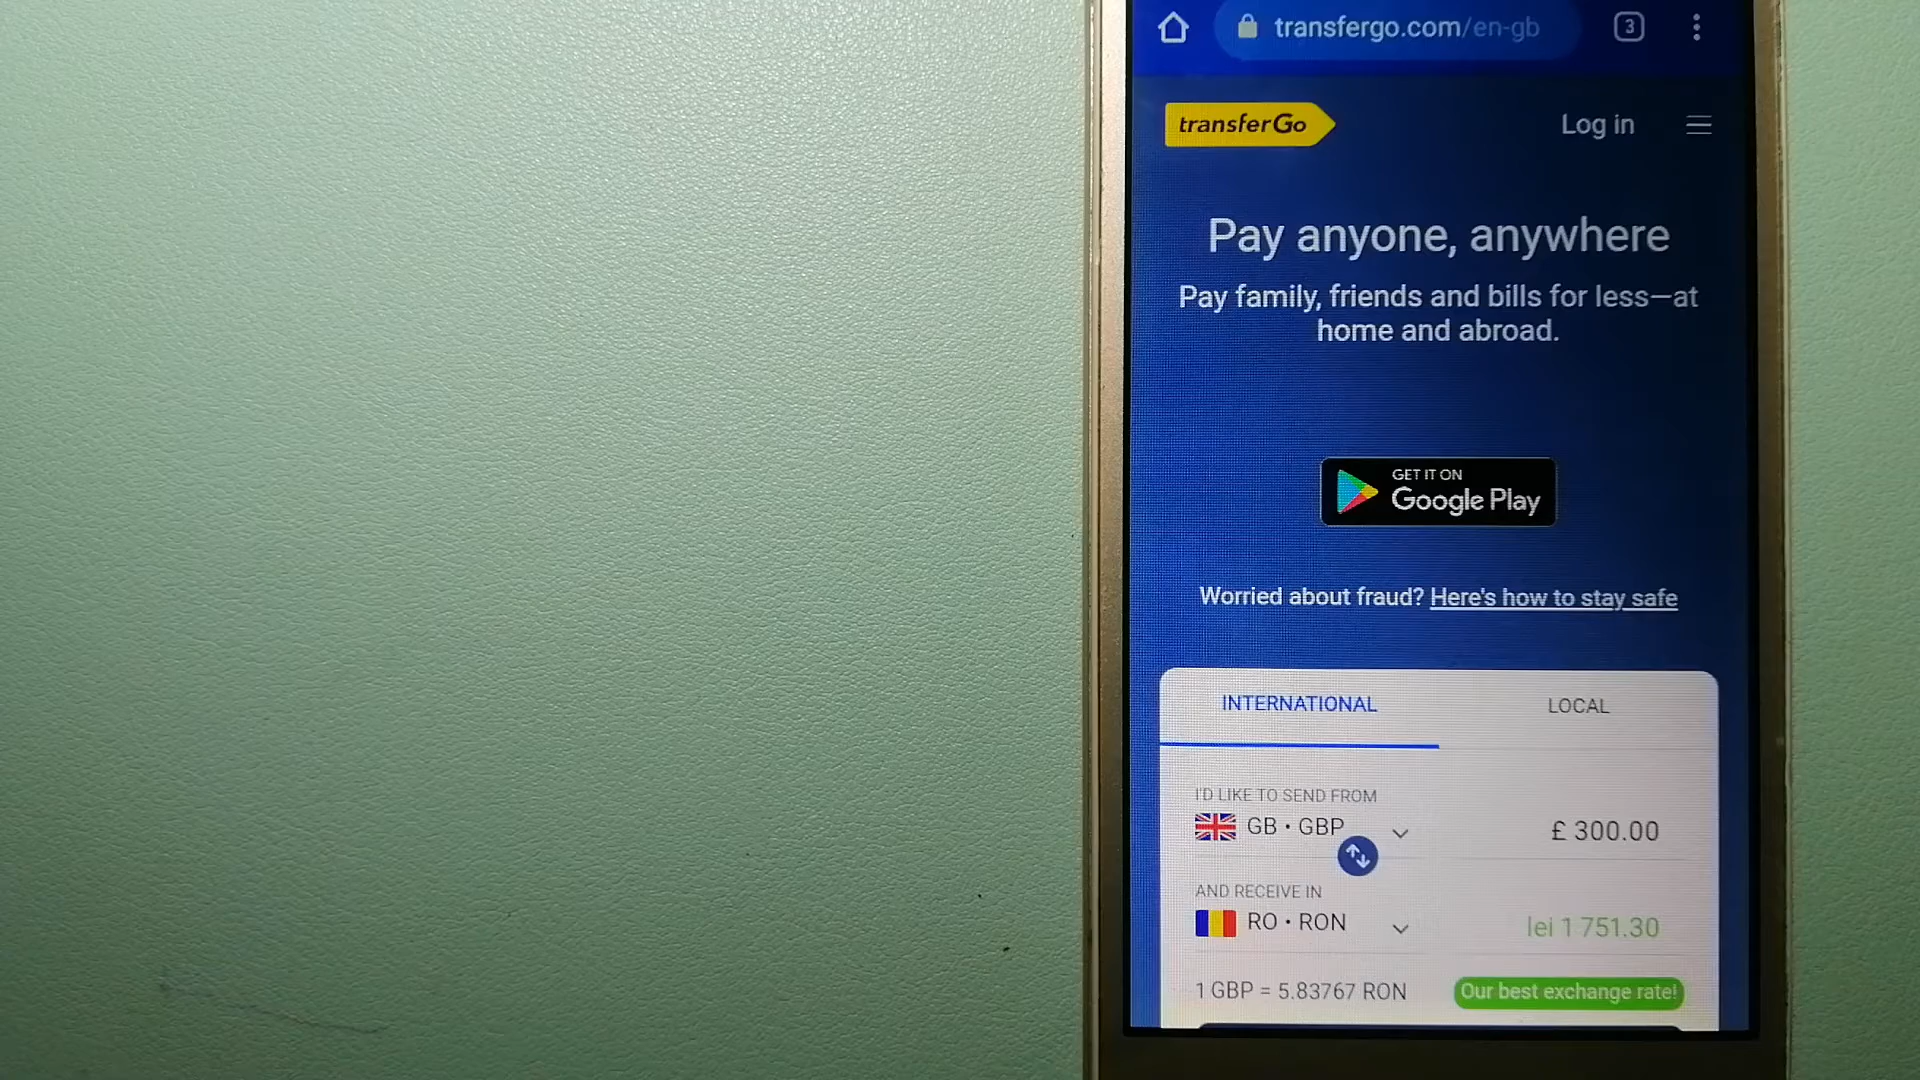 transfergo.com/en-gb
3
transferGo
Log in
Pay anyone, anywhere
Pay family, friends and bills for less—at
home and abroad.
GET IT ON
Google Play
Worried about fraud? Here's how to stay safe
INTERNATIONAL
LOCAL
I'D LIKE TO SEND FROM
GB • GBP
£ 300.00
AND RECEIVE IN
RO • RON
lei 1 751.30
1 GBP = 5.83767 RON
Our best exchange rate!